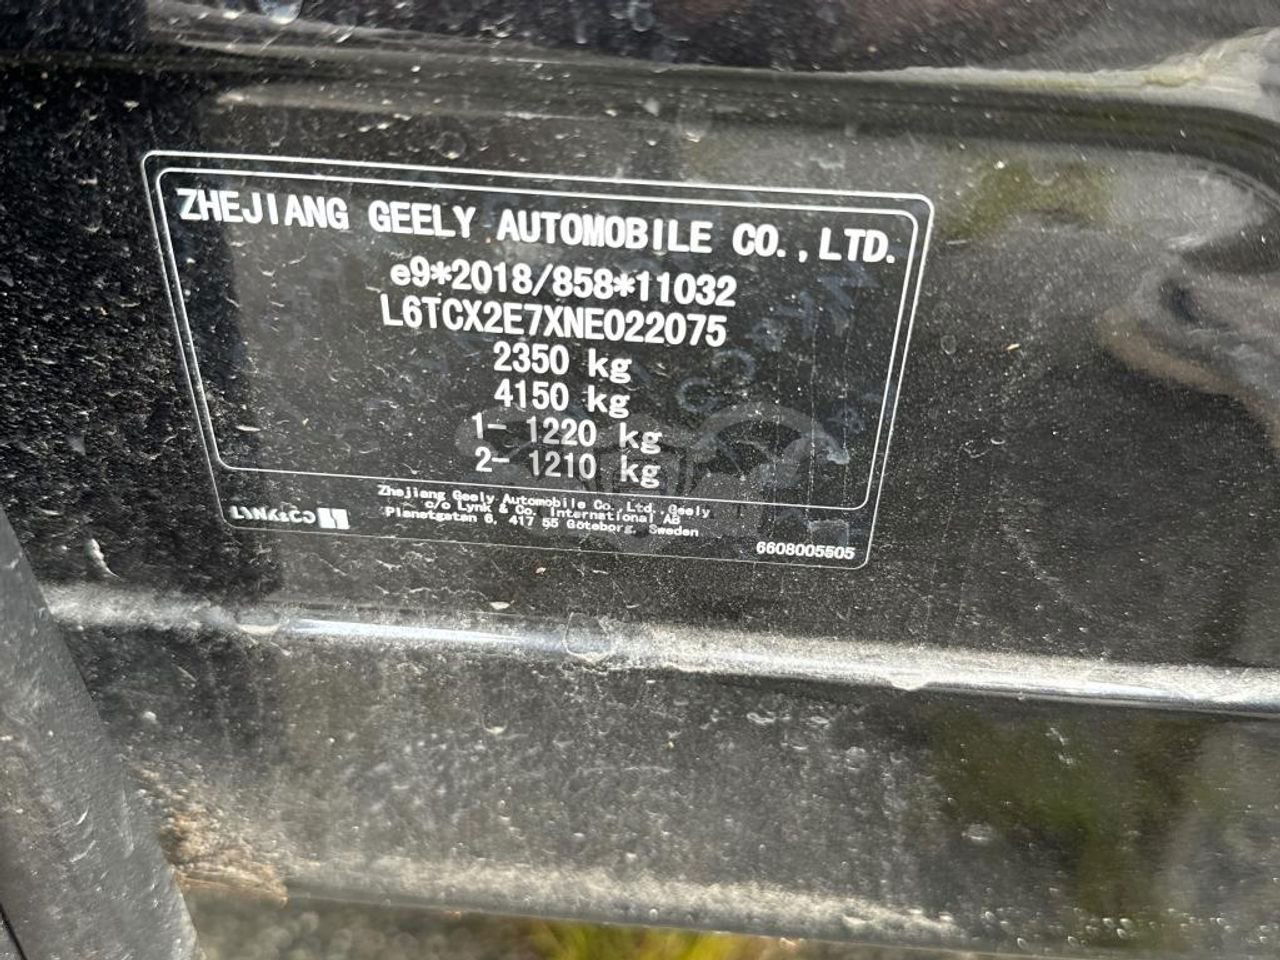 ZHEJIANG GEELY AUTOMOBILE CO., LTD.
e9*2018/858*11032
L6TCX2E7XNE022075
2350 kg
4150 kg
1- 1220 kg
2- 1210 kg
Zhejiang Geely Automobile Co., Ltd. Geely
c/o Lynk & Co. International AB
Planetgatan 6, 417 55 Göteborg, Sweden
LYNK&CO
6608005505